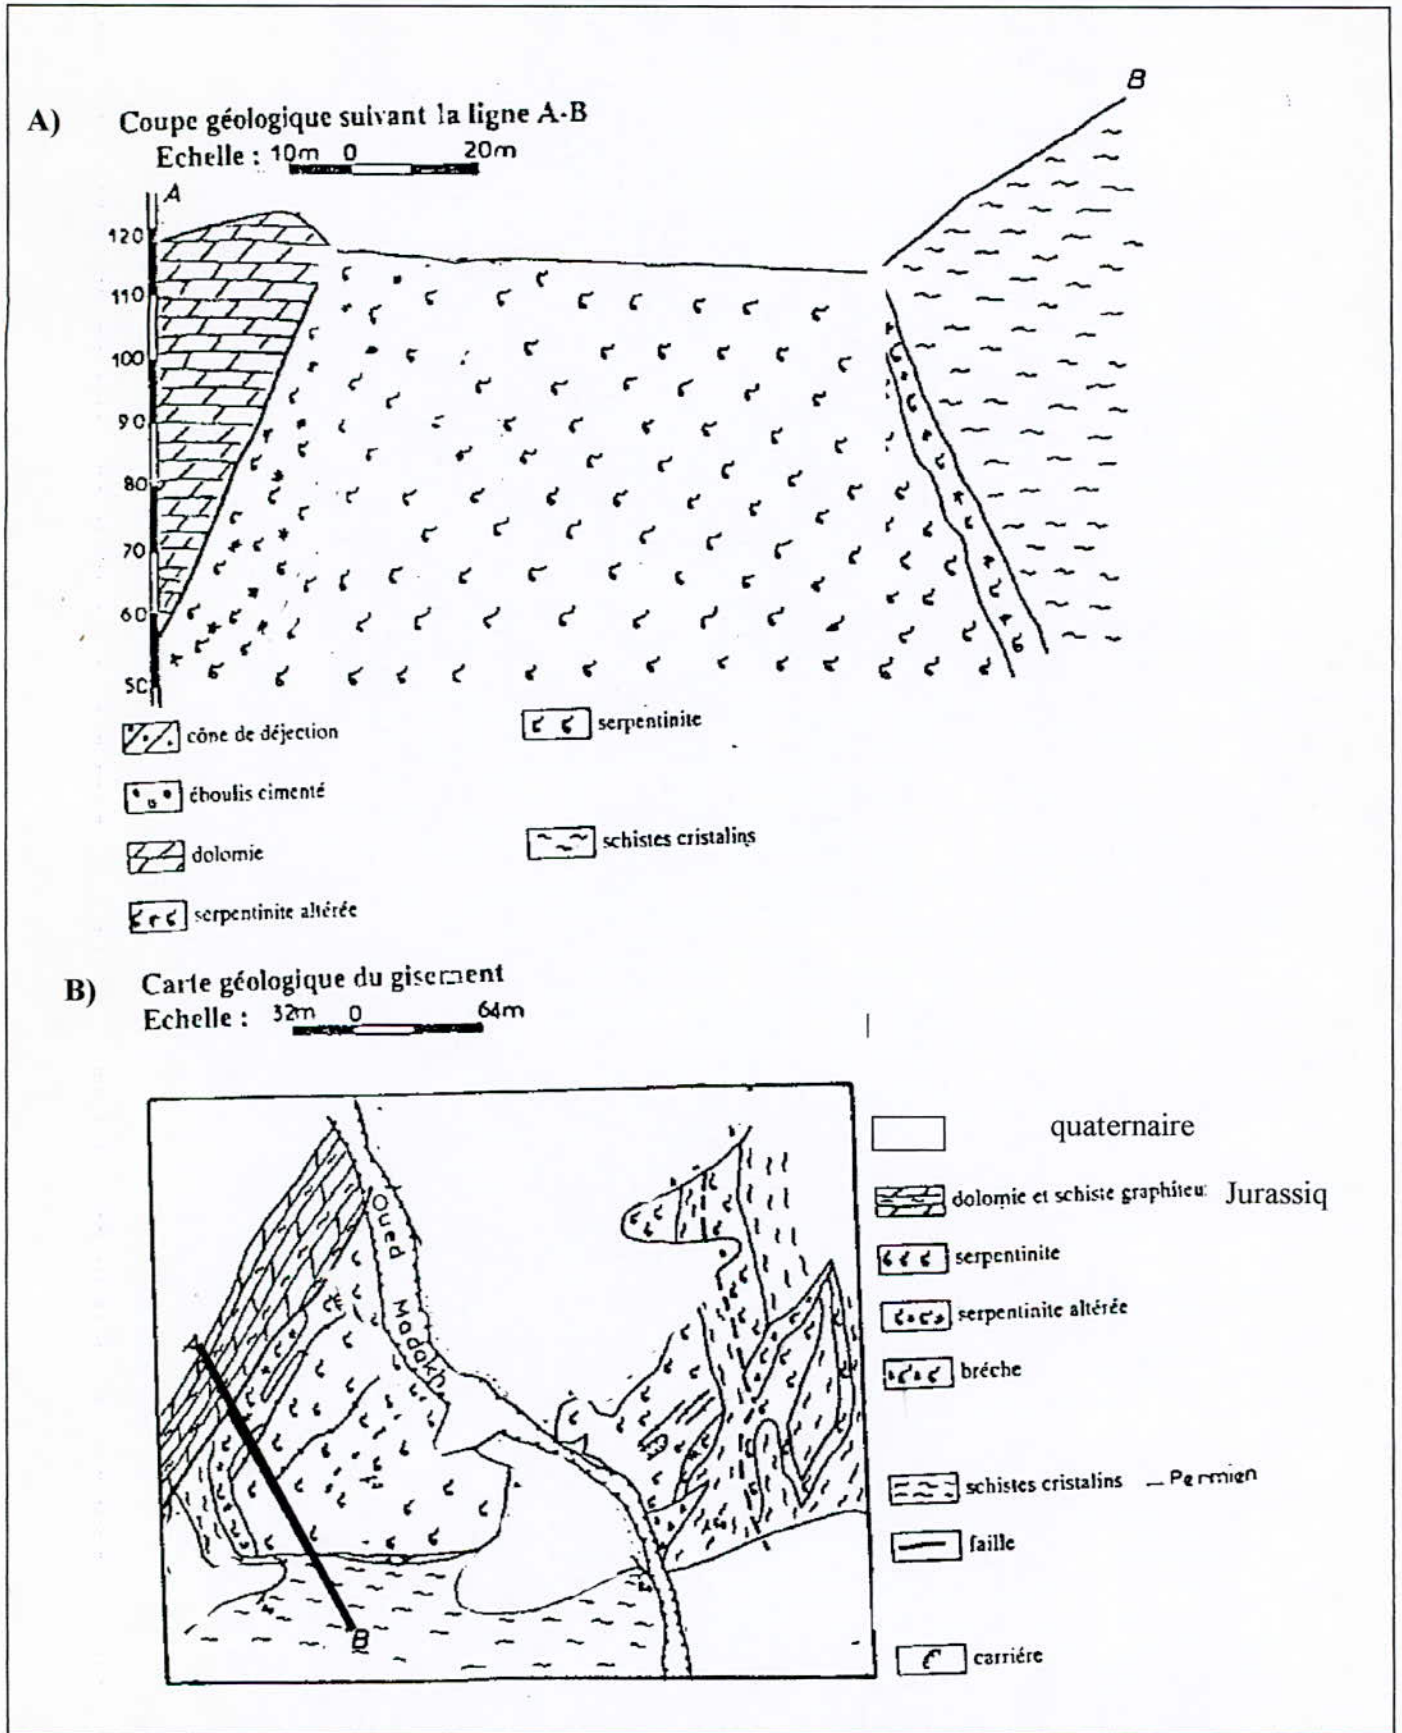 A) Coupe géologique suivant la ligne A-B
Echelle : 10m 0 20m
B
A
120
110
100
90
80
70
60
cône de déjection
serpentinite
éboulis cimenté
schistes cristalins
dolomie
serpentinite altérée
B) Carte géologique du gisement
Echelle : 32m 0 64m
quaternaire
dolomie et schiste graphiteu: Jurassiq
serpentinite
serpentinite altérée
bréche
schistes cristalins — Permien
faille
carriére
Oued Madakh
A
B